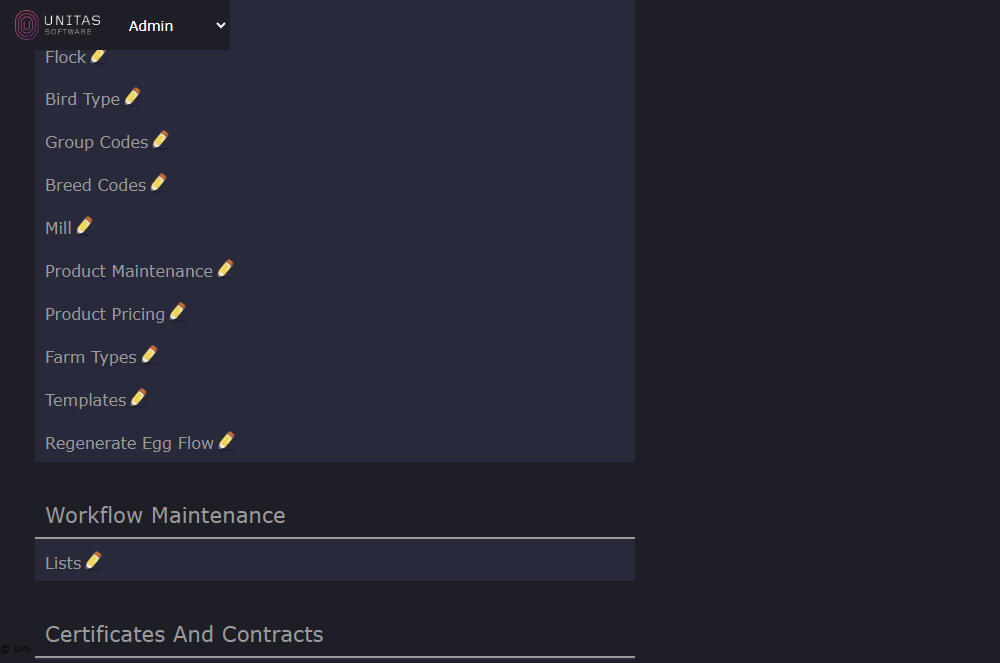 UNITAS
SOFTWARE
Admin
Flock
Bird Type
Group Codes
Breed Codes
Mill
Product Maintenance
Product Pricing
Farm Types
Templates
Regenerate Egg Flow
Workflow Maintenance
Lists
Certificates And Contracts
© Uni